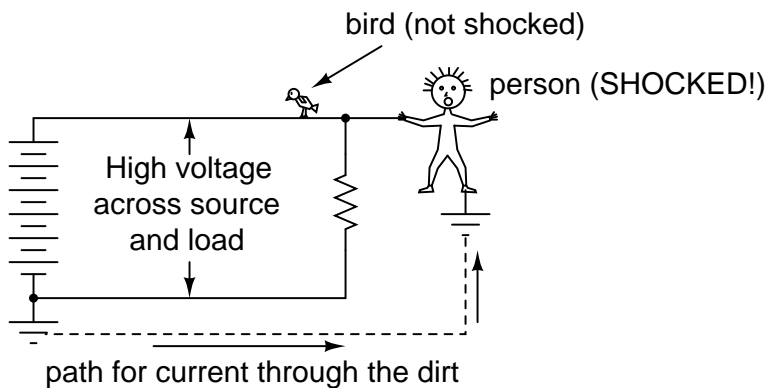 bird (not shocked)
person (SHOCKED!)
High voltage
across source
and load
path for current through the dirt